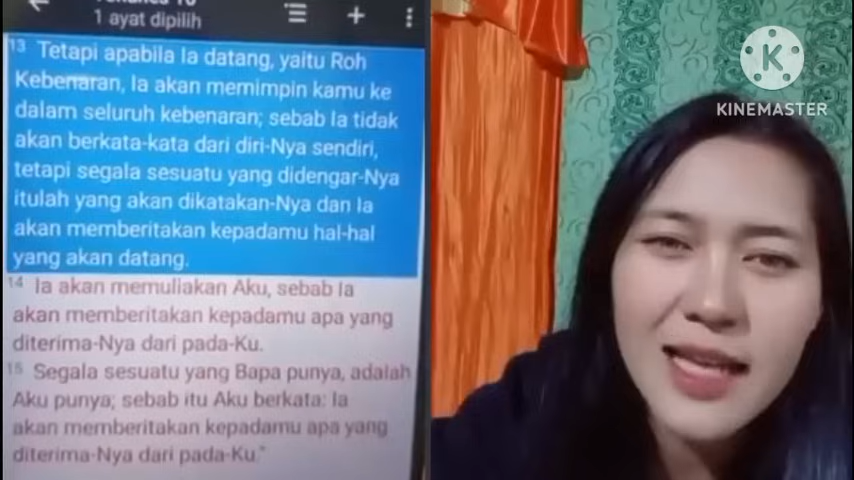 1 ayat dipilih
13 Tetapi apabila Ia datang, yaitu Roh
Kebenaran, Ia akan memimpin kamu ke
dalam seluruh kebenaran; sebab Ia tidak
akan berkata-kata dari diri-Nya sendiri,
tetapi segala sesuatu yang didengar-Nya
itulah yang akan dikatakan-Nya dan Ia
akan memberitakan kepadamu hal-hal
yang akan datang.
14 Ia akan memuliakan Aku, sebab Ia
akan memberitakan kepadamu apa yang
diterima-Nya dari pada-Ku.
15 Segala sesuatu yang Bapa punya, adalah
Aku punya; sebab itu Aku berkata: Ia
akan memberitakan kepadamu apa yang
diterima-Nya dari pada-Ku."
K
KINEMASTER